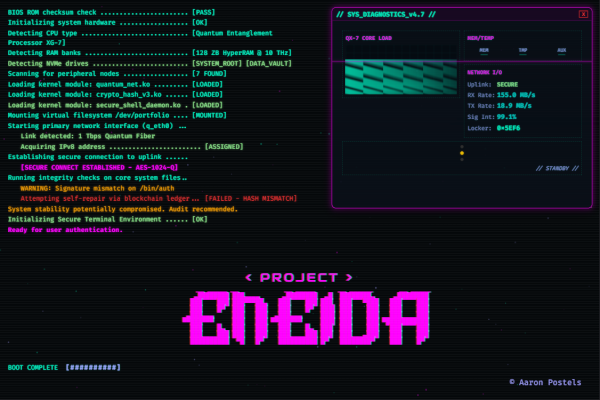 BIOS ROM checksum check ...................... [PASS]
Initializing system hardware ................. [OK]
Detecting CPU type ........................... [Quantum Entanglement
Processor XG-7]
Detecting RAM banks .......................... [128 ZB HyperRAM @ 10 THz]
Detecting NVMe drives ........................ [SYSTEM_ROOT] [DATA_VAULT]
Scanning for peripheral nodes ................ [7 FOUND]
Loading kernel module: quantum_net.ko ........ [LOADED]
Loading kernel module: crypto_hash_v3.ko ..... [LOADED]
Loading kernel module: secure_shell_daemon.ko . [LOADED]
Mounting virtual filesystem /dev/portfolio .... [MOUNTED]
Starting primary network interface (q_eth0) ...
Link detected: 1 Tbps Quantum Fiber
Acquiring IPv8 address ........................ [ASSIGNED]
Establishing secure connection to uplink ......
[SECURE CONNECT ESTABLISHED - AES-1024-Q]
Running integrity checks on core system files..
WARNING: Signature mismatch on /bin/auth
Attempting self-repair via blockchain ledger... [FAILED - HASH MISMATCH]
System stability potentially compromised. Audit recommended.
Initializing Secure Terminal Environment ...... [OK]
Ready for user authentication.
// SYS_DIAGNOSTICS_v4.7 //
X
QX-7 CORE LOAD
MEM/TEMP
MEM TMP AUX
NETWORK I/O
Uplink: SECURE
RX Rate: 155.0 MB/s
TX Rate: 18.9 MB/s
Sig Int: 99.1%
Locker: 0*5EF6
// STANDBY //
< PROJECT >
ENEIDA
BOOT COMPLETE [##########]
© Aaron Postels